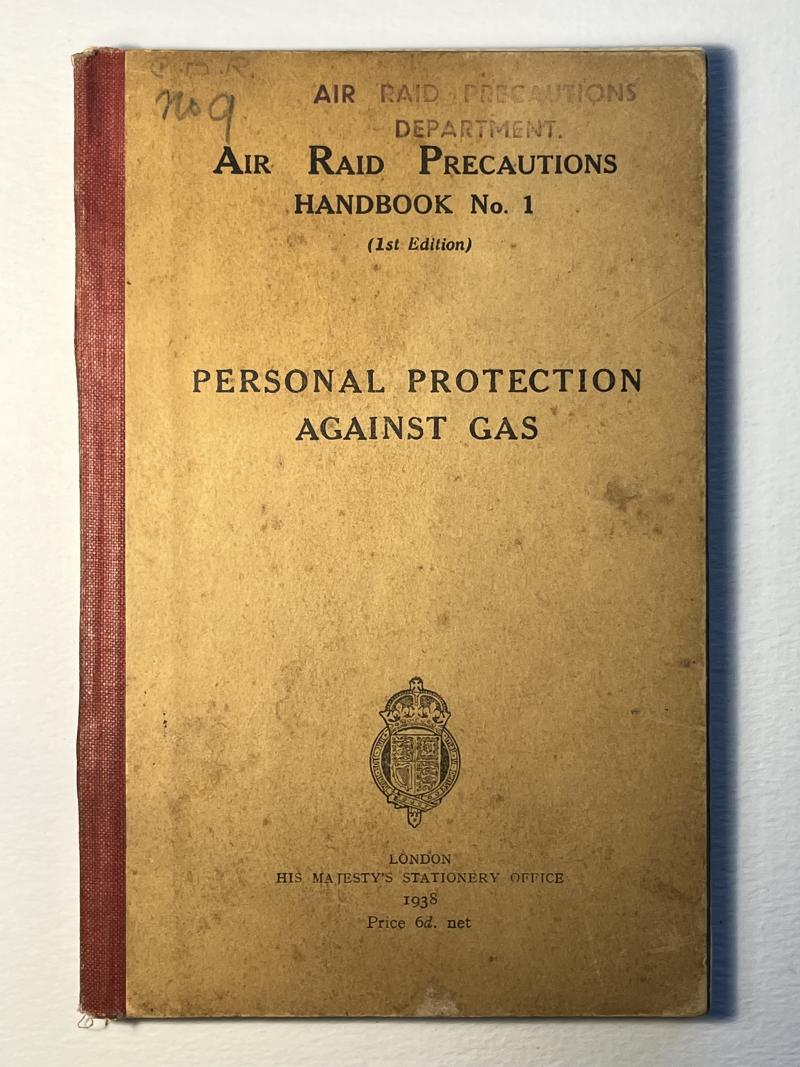 C.D.R.
No 9
AIR RAID PRECAUTIONS
DEPARTMENT.
AIR RAID PRECAUTIONS
HANDBOOK No. 1
(1st Edition)
PERSONAL PROTECTION
AGAINST GAS
LONDON
HIS MAJESTY'S STATIONERY OFFICE
1938
Price 6d. net